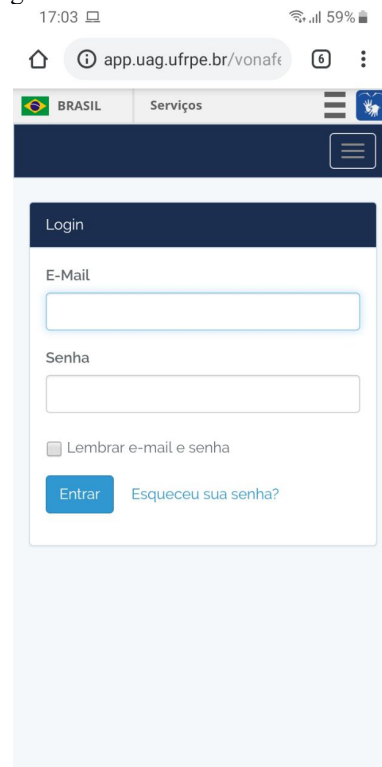 17:03 59%
app.uag.ufrpe.br/vonafe 6
BRASIL Serviços
Login
E-Mail
Senha
Lembrar e-mail e senha
Entrar Esqueceu sua senha?